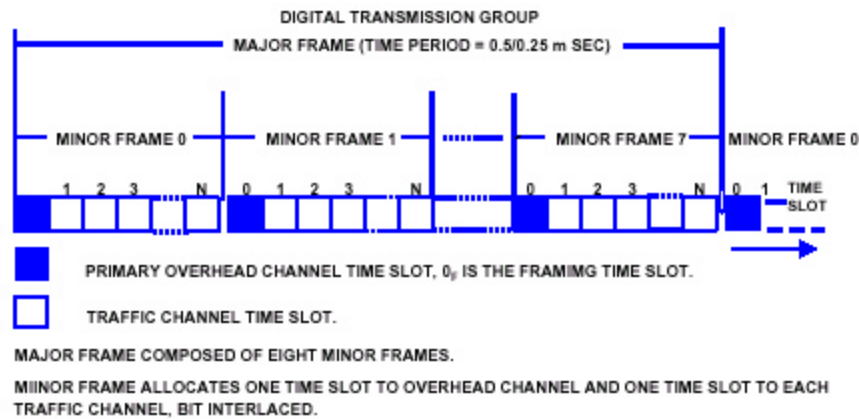 DIGITAL TRANSMISSION GROUP
MAJOR FRAME (TIME PERIOD = 0.5/0.25 m SEC)
MINOR FRAME 0 MINOR FRAME 1 MINOR FRAME 7 MINOR FRAME 0
1 2 3 N 0 1 2 3 N 0 1 2 3 N 0 1 TIME
SLOT
PRIMARY OVERHEAD CHANNEL TIME SLOT, 0F IS THE FRAMIMG TIME SLOT.
TRAFFIC CHANNEL TIME SLOT.
MAJOR FRAME COMPOSED OF EIGHT MINOR FRAMES.
MIINOR FRAME ALLOCATES ONE TIME SLOT TO OVERHEAD CHANNEL AND ONE TIME SLOT TO EACH
TRAFFIC CHANNEL, BIT INTERLACED.